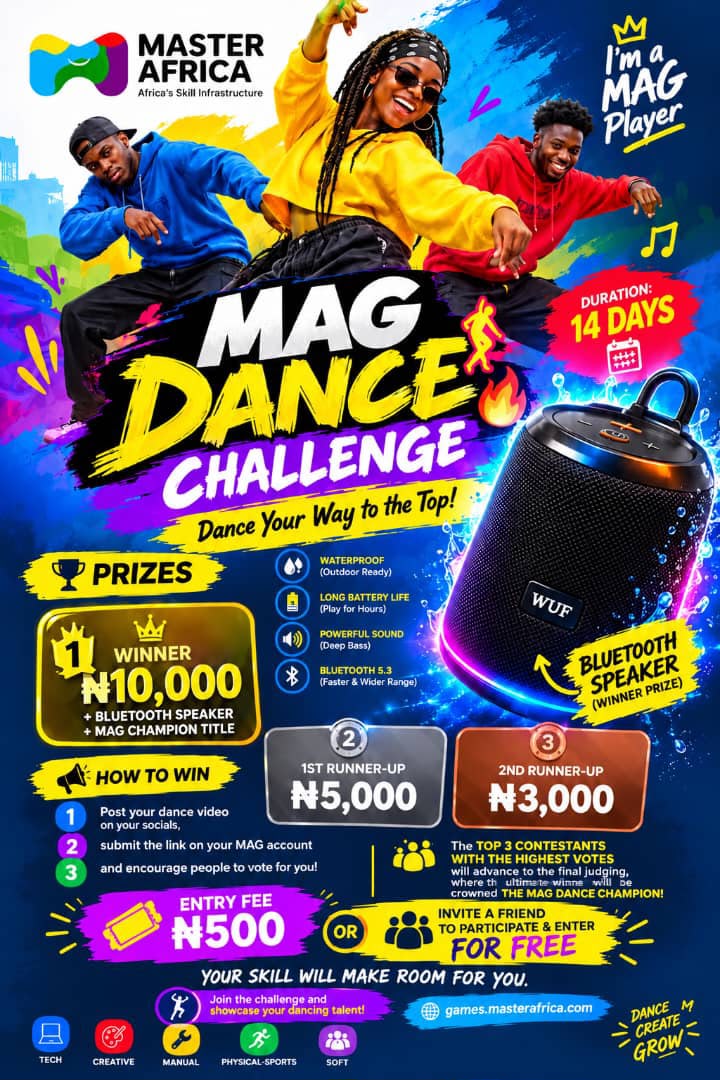 MASTER
AFRICA
Africa's Skill Infrastructure
I'm a
MAG
Player
DURATION:
14 DAYS
MAG
DANCE
CHALLENGE
Dance Your Way to the Top!
PRIZES
WATERPROOF
(Outdoor Ready)
LONG BATTERY LIFE
(Play for Hours)
POWERFUL SOUND
(Deep Bass)
BLUETOOTH 5.3
(Faster & Wider Range)
WUF
BLUETOOTH
SPEAKER
(WINNER PRIZE)
1
WINNER
₦10,000
+ BLUETOOTH SPEAKER
+ MAG CHAMPION TITLE
2
1ST RUNNER-UP
₦5,000
3
2ND RUNNER-UP
₦3,000
HOW TO WIN
1 Post your dance video
on your socials,
2 submit the link on your MAG account
3 and encourage people to vote for you!
The TOP 3 CONTESTANTS
WITH THE HIGHEST VOTES
will advance to the final judging,
where th ultimate winne will be
crowned THE MAG DANCE CHAMPION!
ENTRY FEE
₦500
OR
INVITE A FRIEND
TO PARTICIPATE & ENTER
FOR FREE
YOUR SKILL WILL MAKE ROOM FOR YOU.
Join the challenge and
showcase your dancing talent!
games.masterafrica.com
TECH
CREATIVE
MANUAL
PHYSICAL-SPORTS
SOFT
DANCE M
CREATE
GROW